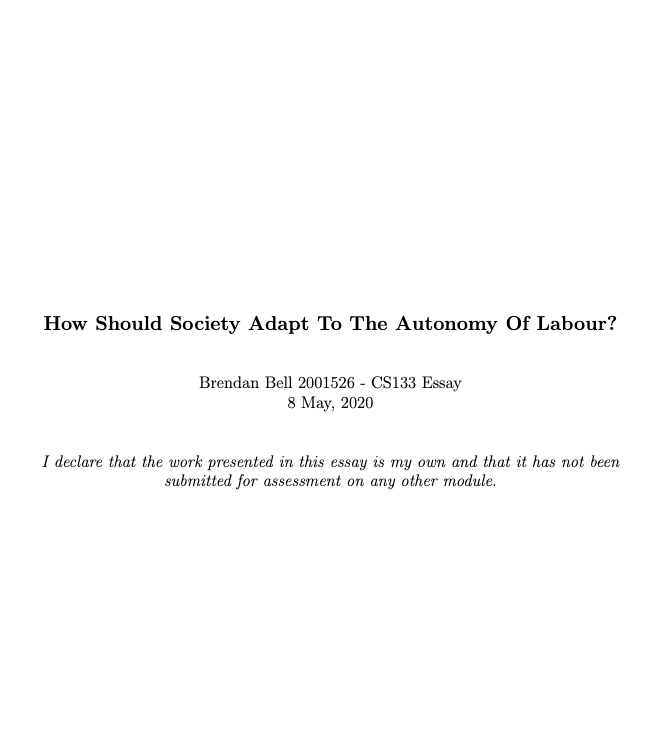 How Should Society Adapt To The Autonomy Of Labour?
Brendan Bell 2001526 - CS133 Essay
8 May, 2020
I declare that the work presented in this essay is my own and that it has not been
submitted for assessment on any other module.